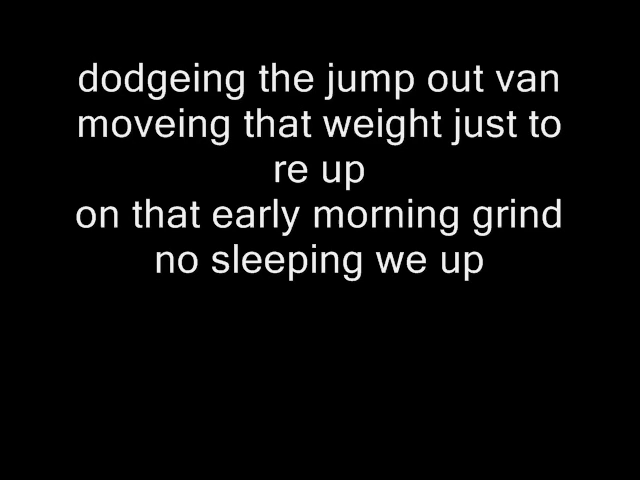 dodgeing the jump out van
moveing that weight just to
re up
on that early morning grind
no sleeping we up